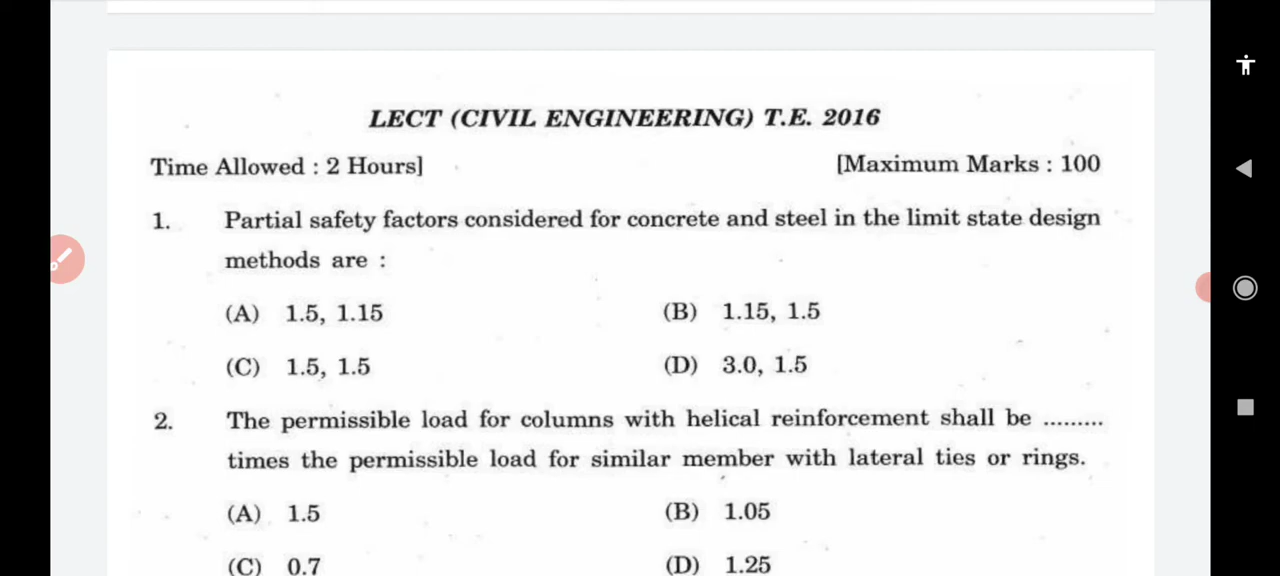 LECT (CIVIL ENGINEERING) T.E. 2016
Time Allowed : 2 Hours] [Maximum Marks : 100
1. Partial safety factors considered for concrete and steel in the limit state design
methods are :
(A) 1.5, 1.15 (B) 1.15, 1.5
(C) 1.5, 1.5 (D) 3.0, 1.5
2. The permissible load for columns with helical reinforcement shall be .........
times the permissible load for similar member with lateral ties or rings.
(A) 1.5 (B) 1.05
(C) 0.7 (D) 1.25